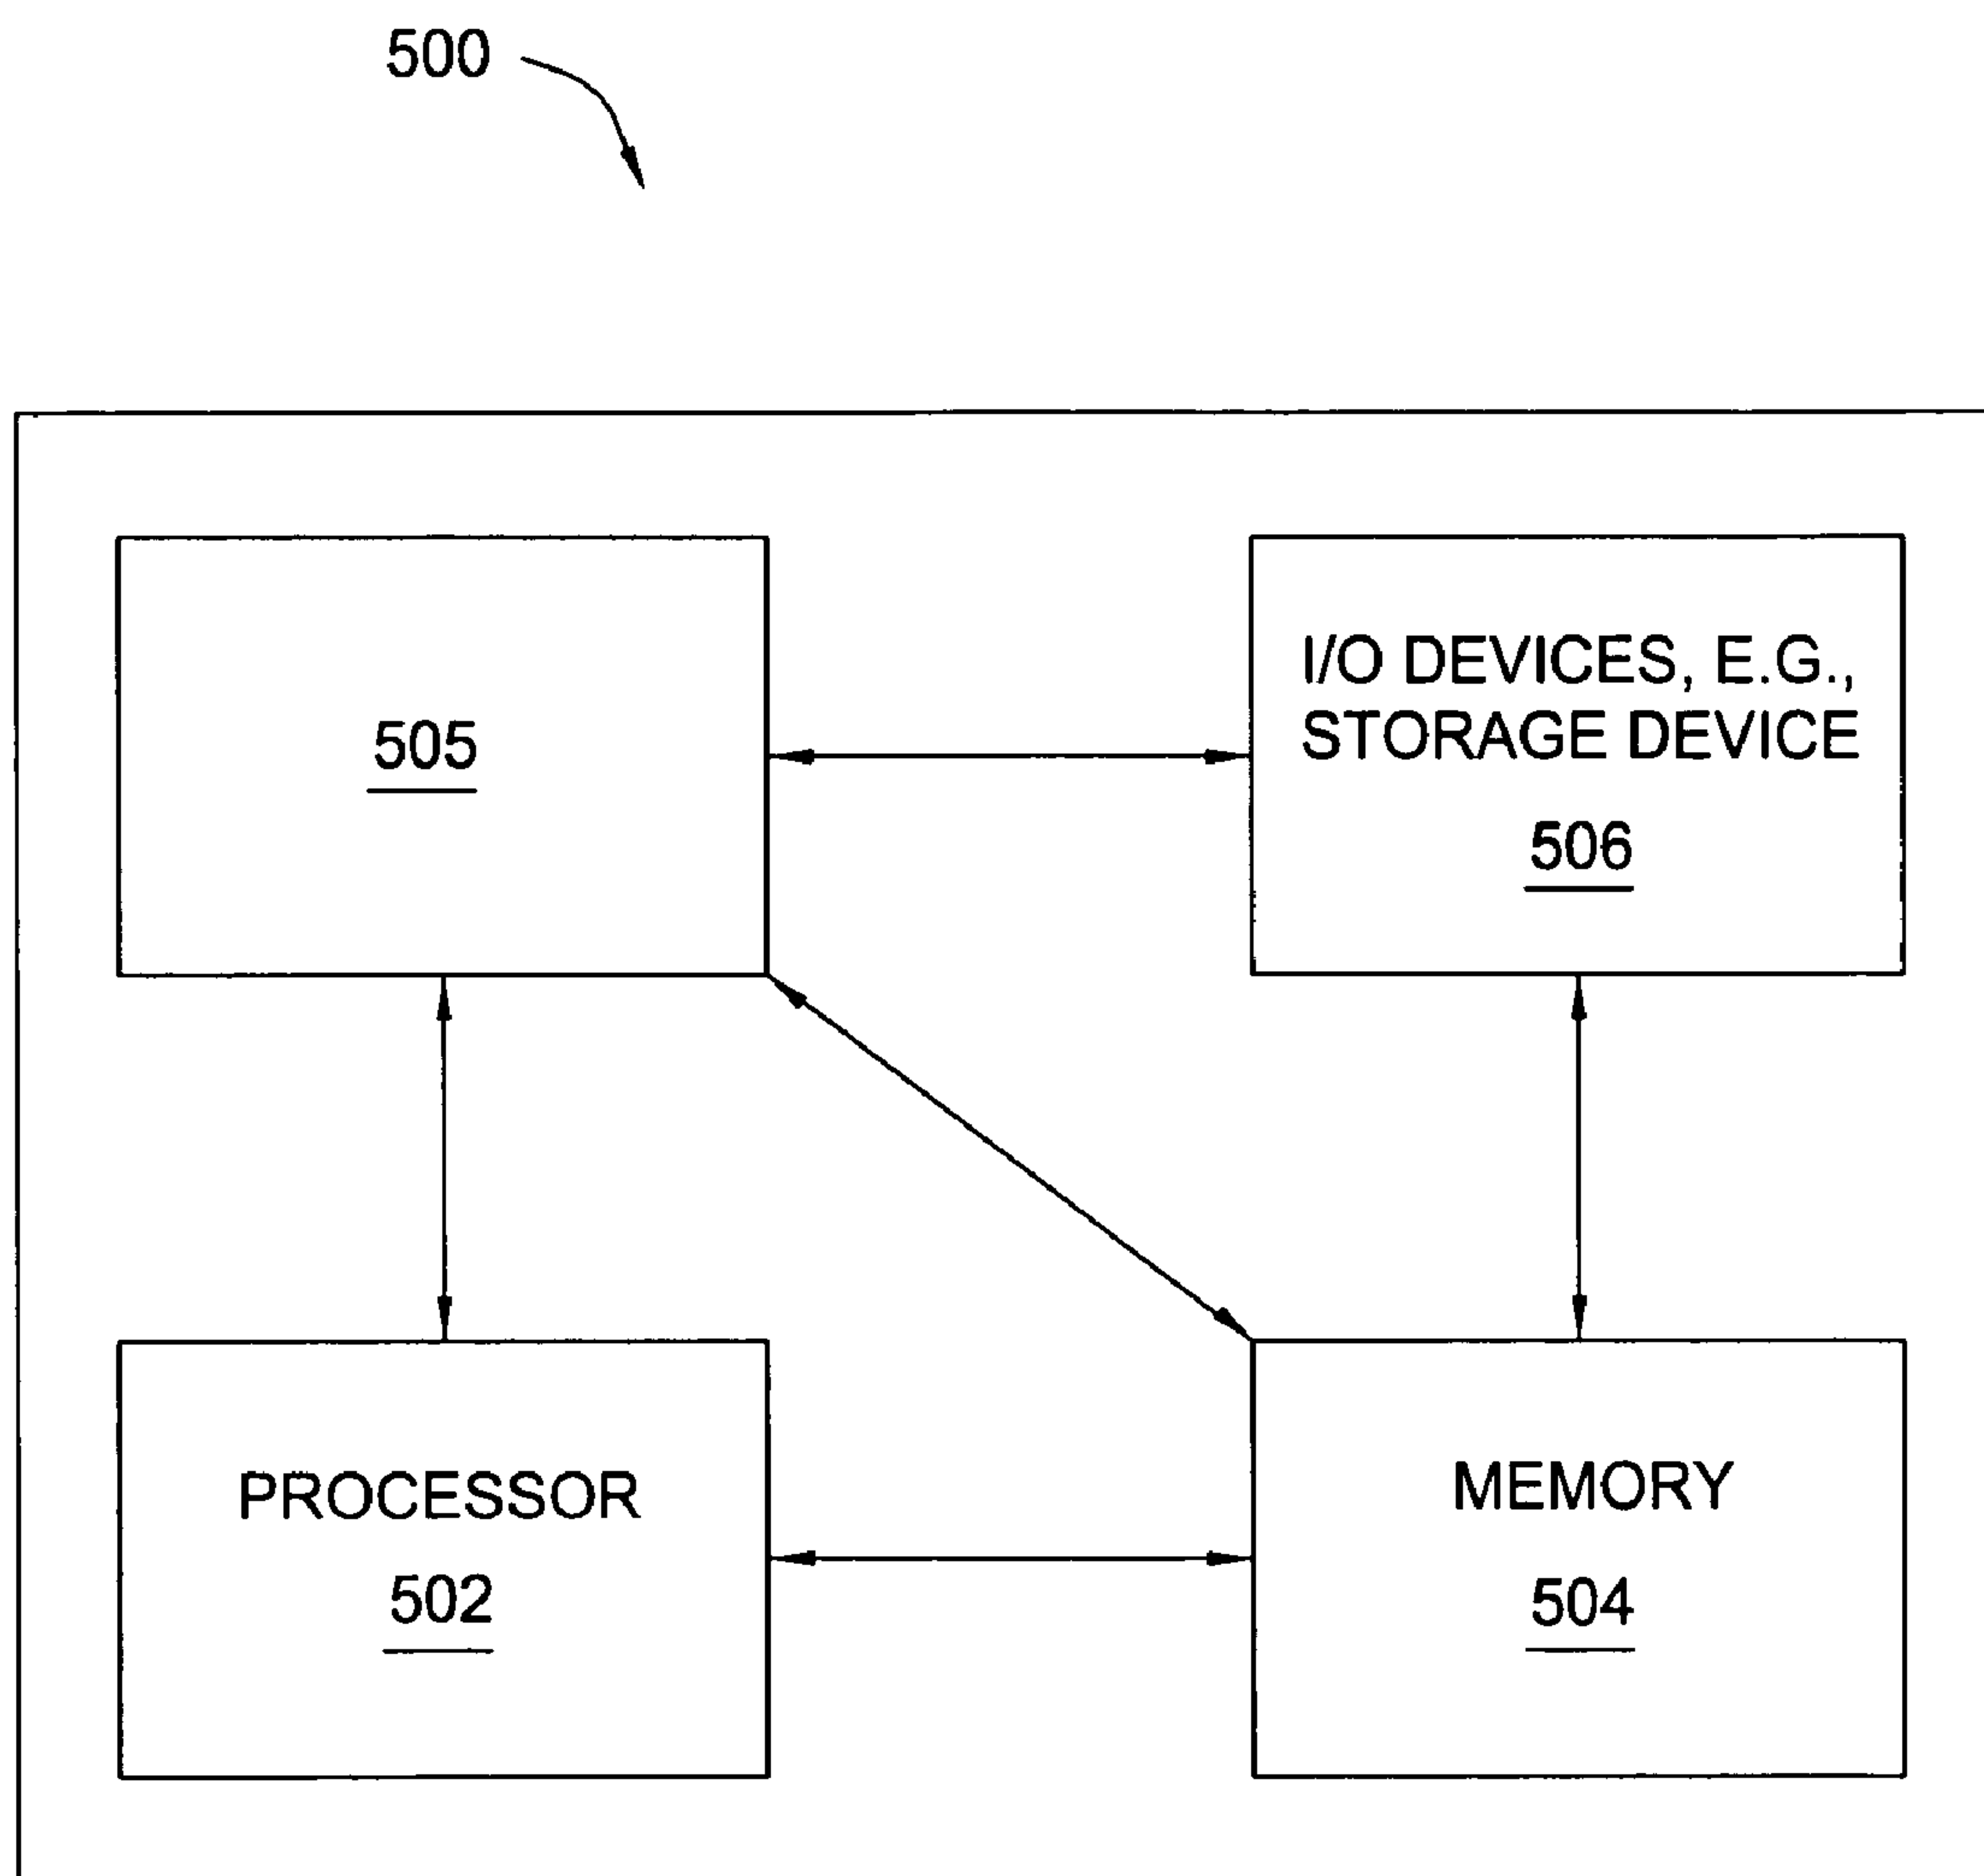 500
505
I/O DEVICES, E.G.,
STORAGE DEVICE
506
PROCESSOR
502
MEMORY
504